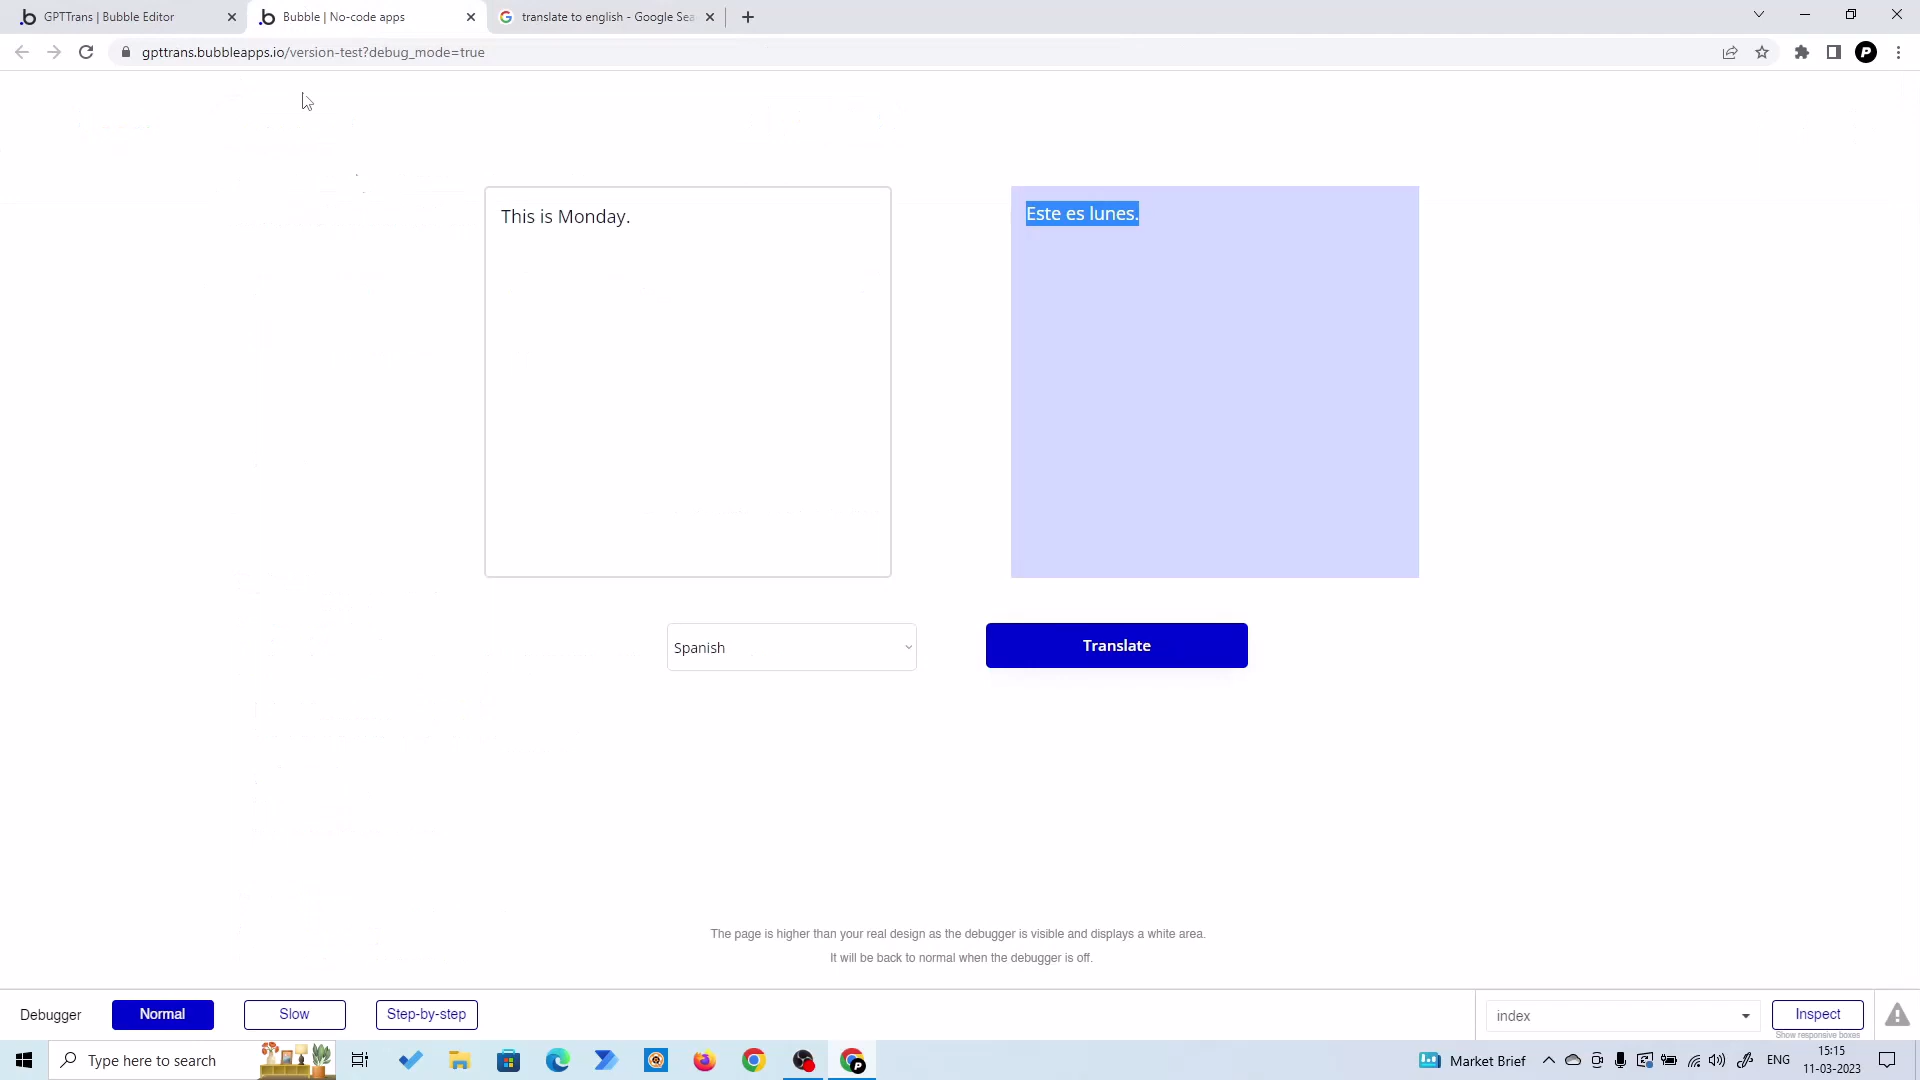 GPTTrans | Bubble Editor
Bubble | No-code apps
translate to english - Google Sea
gpttrans.bubbleapps.io/version-test?debug_mode=true
This is Monday.
Este es lunes.
Spanish
Translate
The page is higher than your real design as the debugger is visible and displays a white area.
It will be back to normal when the debugger is off.
Debugger
Normal
Slow
Step-by-step
index
Inspect
Show responsive boxes
Type here to search
Market Brief
ENG
15:15
11-03-2023